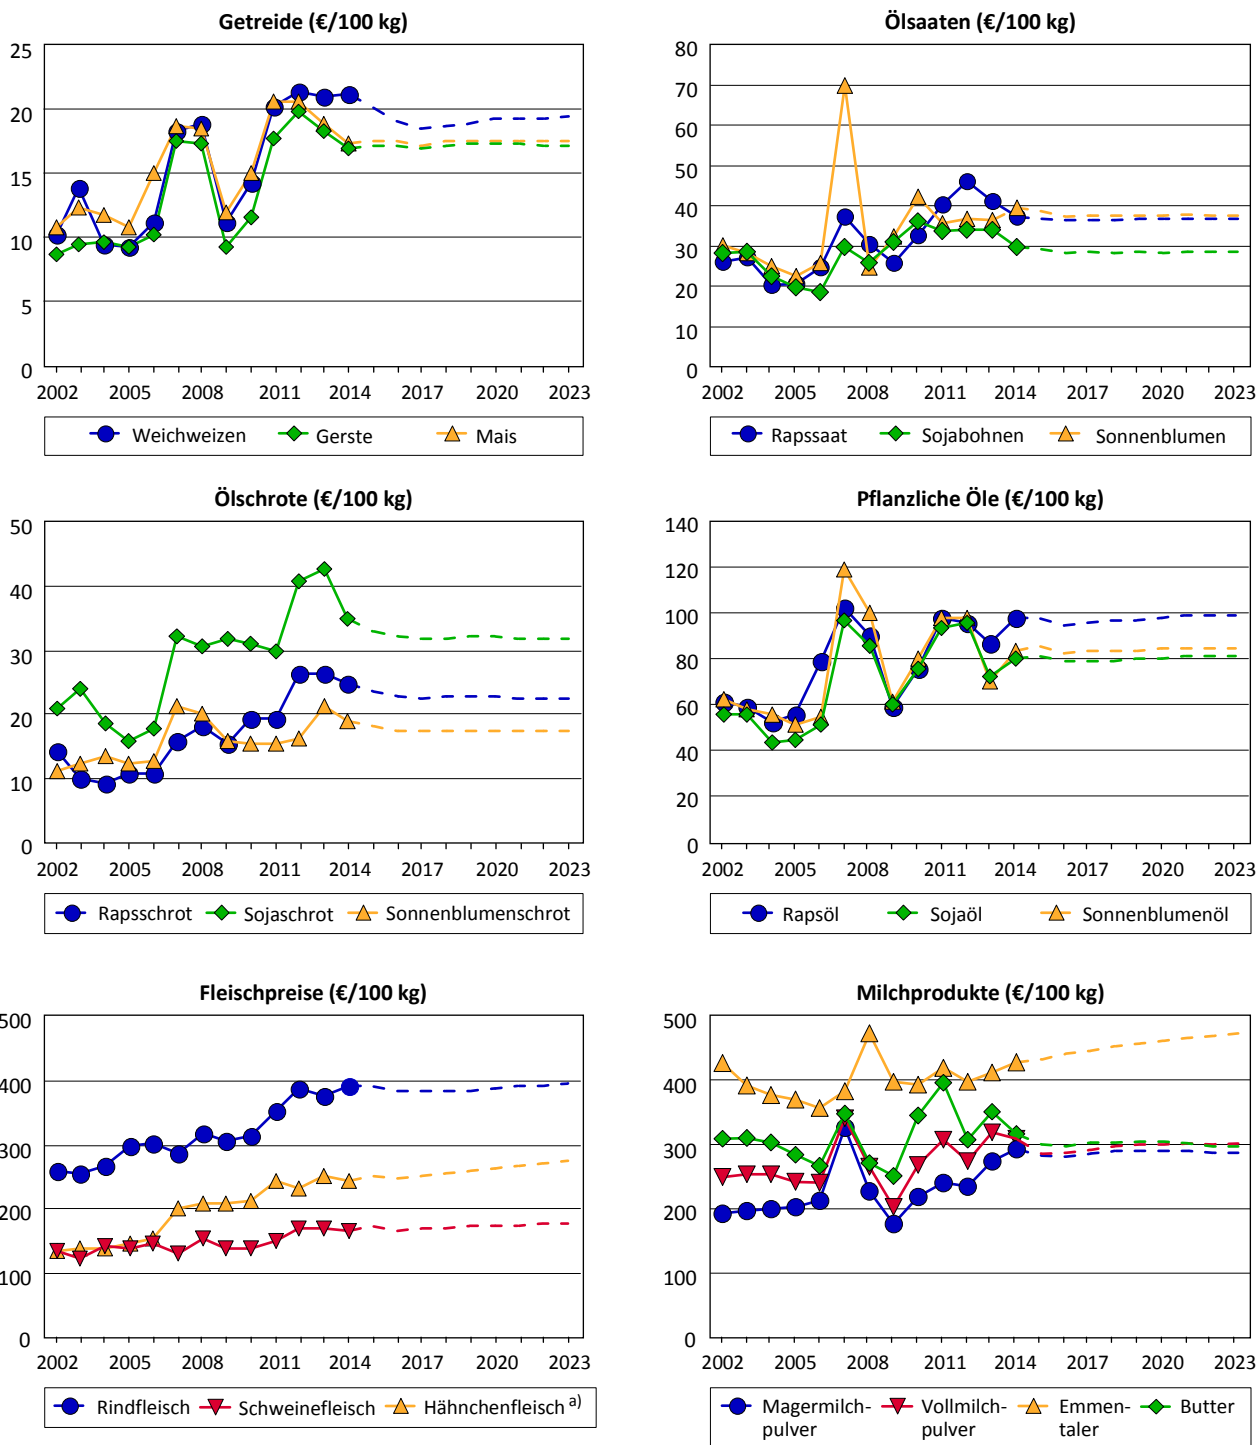 Getreide (€/100 kg)
25
20
15
10
5
0
2002 2005 2008 2011 2014 2017 2020 2023
Weichweizen Gerste Mais
Ölsaaten (€/100 kg)
80
70
60
50
40
30
20
10
0
2002 2005 2008 2011 2014 2017 2020 2023
Rapssaat Sojabohnen Sonnenblumen
Ölschrote (€/100 kg)
50
40
30
20
10
0
2002 2005 2008 2011 2014 2017 2020 2023
Rapsschrot Sojaschrot Sonnenblumenschrot
Pflanzliche Öle (€/100 kg)
140
120
100
80
60
40
20
0
2002 2005 2008 2011 2014 2017 2020 2023
Rapsöl Sojaöl Sonnenblumenöl
Fleischpreise (€/100 kg)
500
400
300
200
100
0
2002 2005 2008 2011 2014 2017 2020 2023
Rindfleisch Schweinefleisch Hähnchenfleisch a)
Milchprodukte (€/100 kg)
500
400
300
200
100
0
2002 2005 2008 2011 2014 2017 2020 2023
Magermilch- Vollmilch- Emmen- Butter
pulver pulver taler